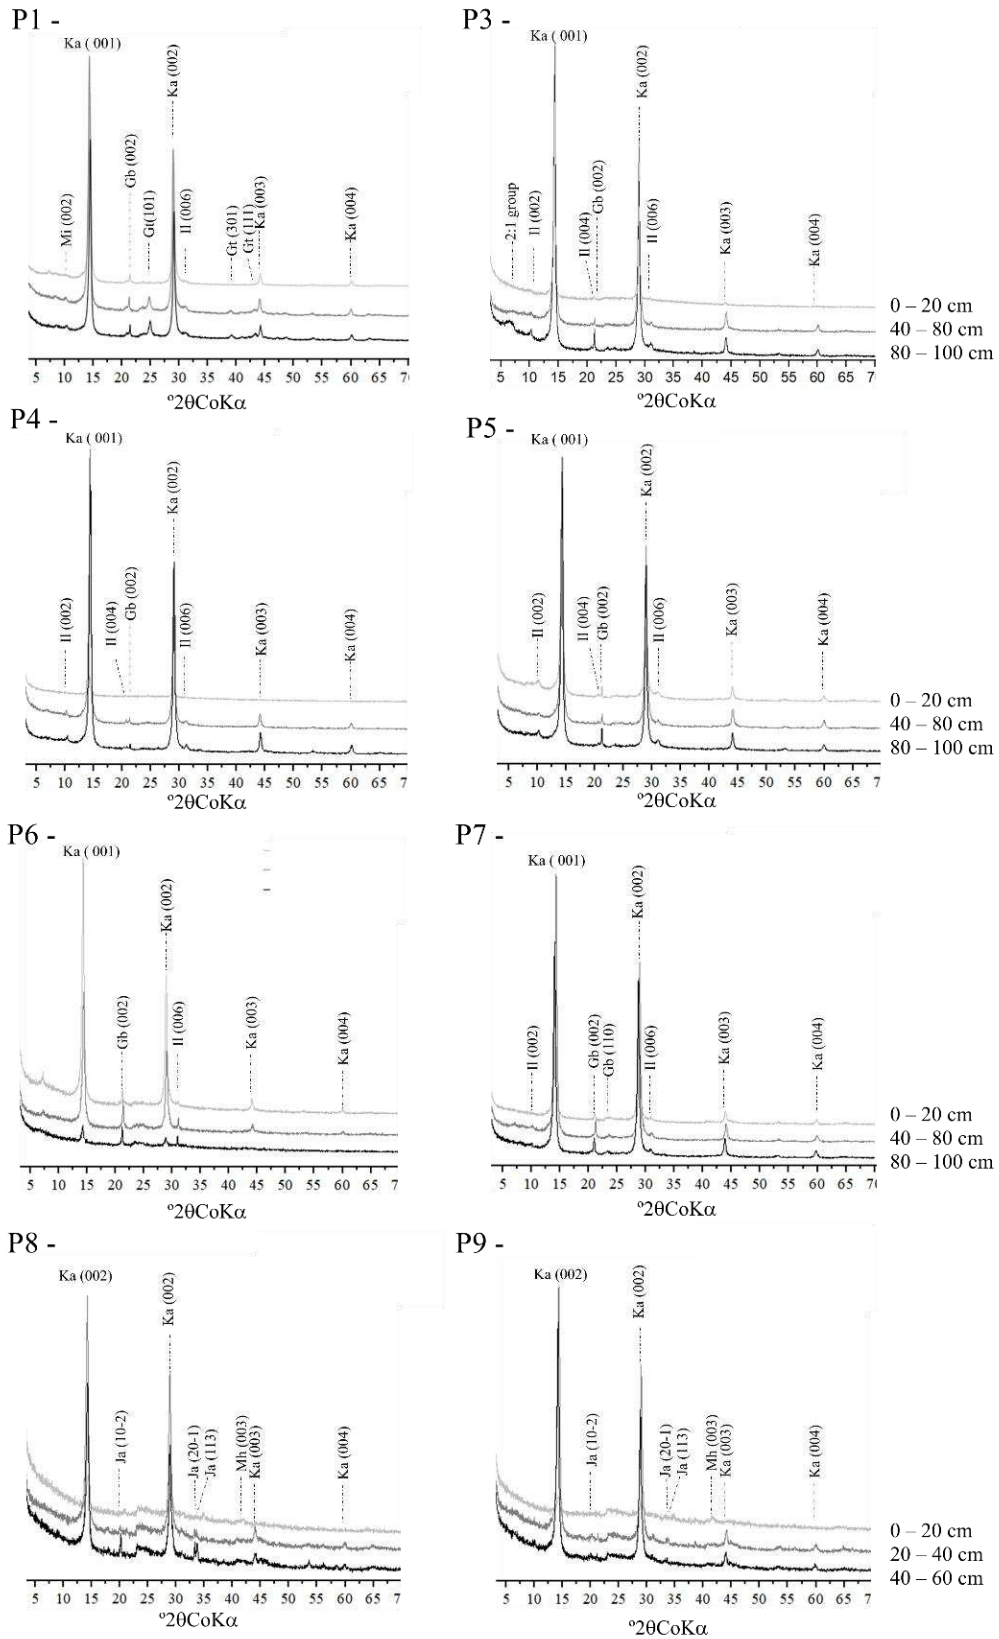 P1 -
Ka ( 001)
Mi (002)
Gb (002)
Gt(101)
Ka (002)
Il (006)
Gt (301)
Gt (111)
Ka (003)
Ka (004)
5 10 15 20 25 30 35 40 45 50 55 60 65 70
º2θCoKα
P3 -
Ka ( 001)
2:1 group
Il (002)
Il (004)
Gb (002)
Ka (002)
Il (006)
Ka (003)
Ka (004)
0 – 20 cm
40 – 80 cm
80 – 100 cm
5 10 15 20 25 30 35 40 45 50 55 60 65 70
º2θCoKα
P4 -
Ka ( 001)
Il (002)
Il (004)
Gb (002)
Ka (002)
Il (006)
Ka (003)
Ka (004)
5 10 15 20 25 30 35 40 45 50 55 60 65 70
º2θCoKα
P5 -
Ka ( 001)
Il (002)
Il (004)
Gb (002)
Ka (002)
Il (006)
Ka (003)
Ka (004)
0 – 20 cm
40 – 80 cm
80 – 100 cm
5 10 15 20 25 30 35 40 45 50 55 60 65 7
º2θCoKα
P6 -
Ka ( 001)
Gb (002)
Ka (002)
Il (006)
Ka (003)
Ka (004)
5 10 15 20 25 30 35 40 45 50 55 60 65 7
º2θCoKα
P7 -
Ka ( 001)
Il (002)
Gb (002)
Gb (110)
Ka (002)
Il (006)
Ka (003)
Ka (004)
0 – 20 cm
40 – 80 cm
80 – 100 cm
5 10 15 20 25 30 35 40 45 50 55 60 65 70
º2θCoKα
P8 -
Ka (002)
Ja (10-2)
Ka (002)
Ja (20-1)
Ja (113)
Mh (003)
Ka (003)
Ka (004)
5 10 15 20 25 30 35 40 45 50 55 60 65 7
º2θCoKα
P9 -
Ka (002)
Ja (10-2)
Ka (002)
Ja (20-1)
Ja (113)
Mh (003)
Ka (003)
Ka (004)
0 – 20 cm
20 – 40 cm
40 – 60 cm
5 10 15 20 25 30 35 40 45 50 55 60 65 7
º2θCoKα